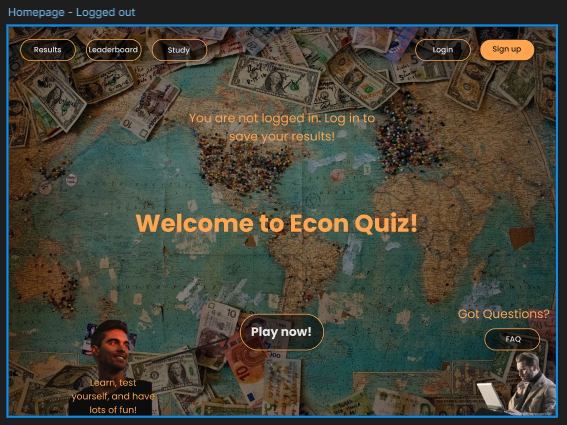 Homepage - Logged out
Results
Leaderboard
Study
Login
Sign up
You are not logged in. Log in to
save your results!
Welcome to Econ Quiz!
Play now!
Got Questions?
FAQ
Learn, test
yourself, and have
lots of fun!